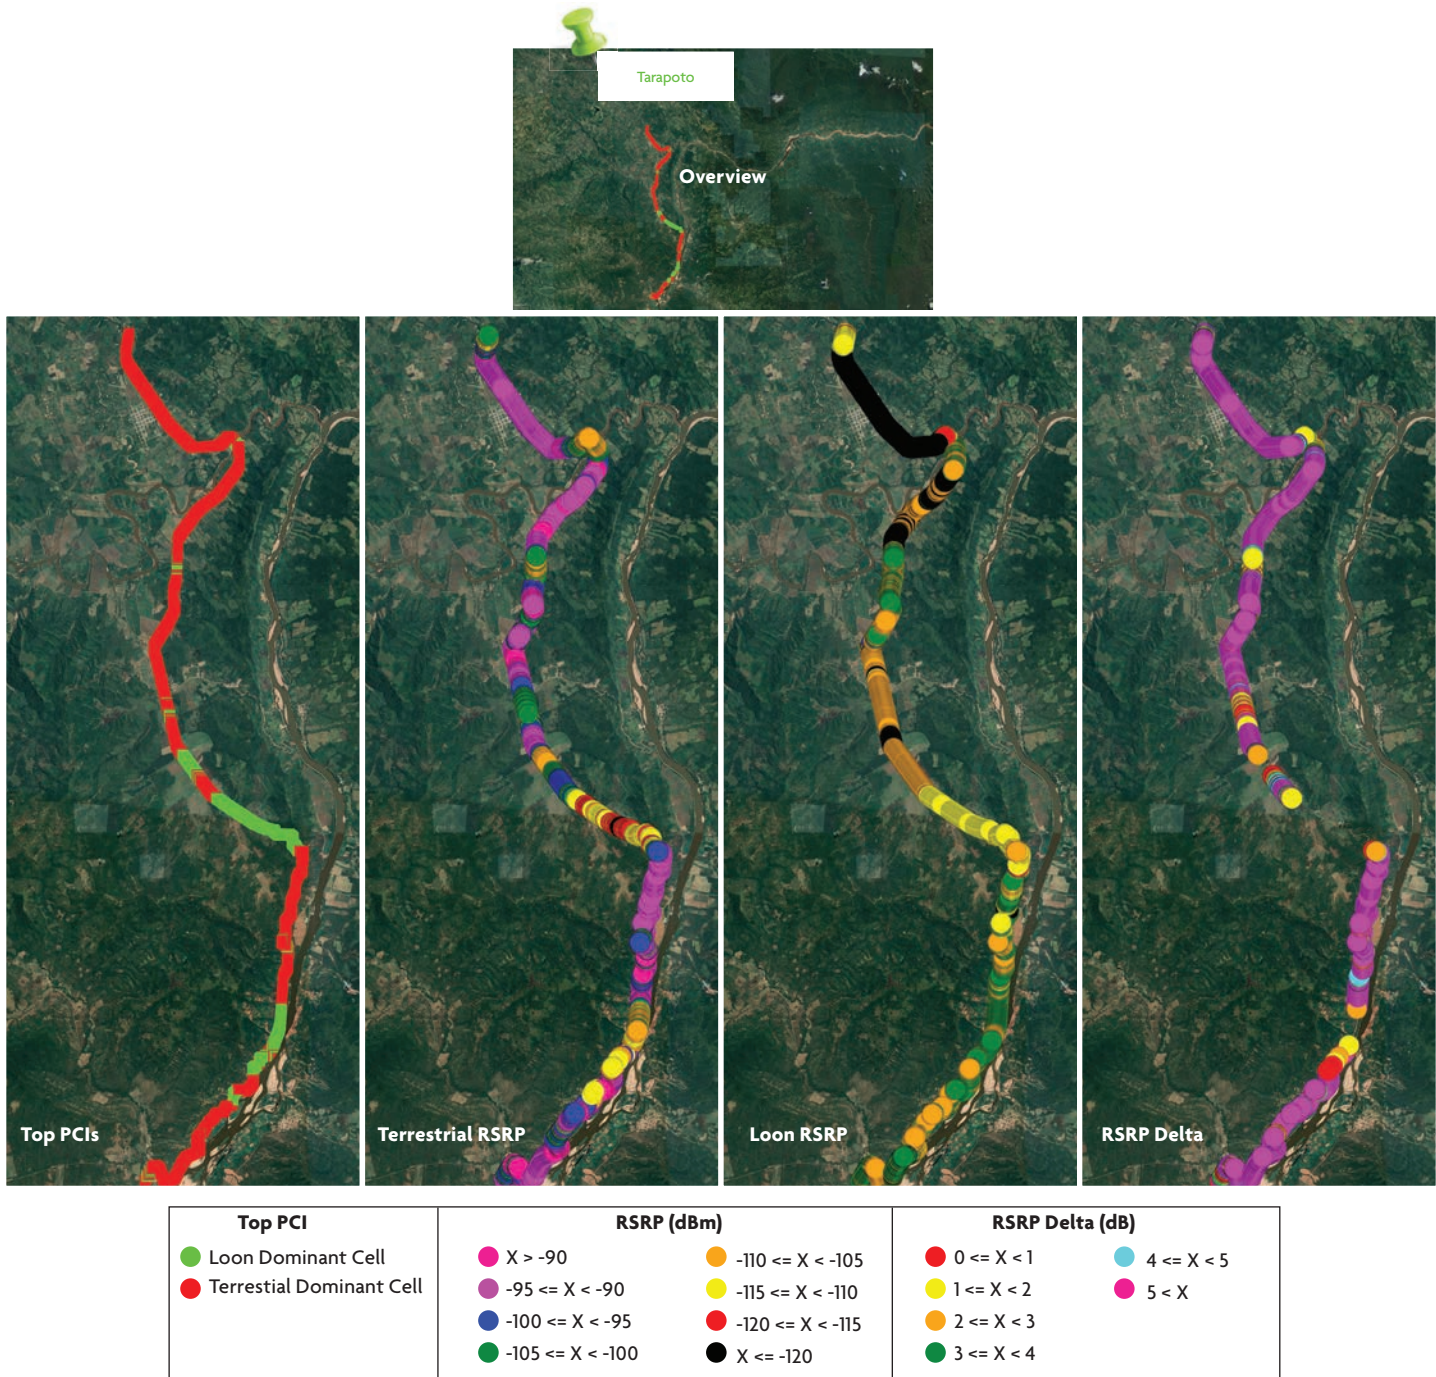 Tarapoto
Overview
Top PCIs
Terrestrial RSRP
Loon RSRP
RSRP Delta
Top PCI
Loon Dominant Cell
Terrestial Dominant Cell
RSRP (dBm)
X > -90
-95 <= X < -90
-100 <= X < -95
-105 <= X < -100
-110 <= X < -105
-115 <= X < -110
-120 <= X < -115
X <= -120
RSRP Delta (dB)
0 <= X < 1
1 <= X < 2
2 <= X < 3
3 <= X < 4
4 <= X < 5
5 < X